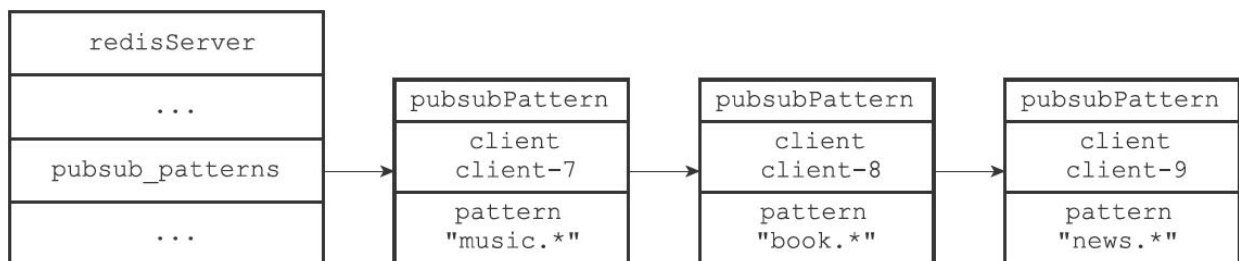 redisServer
...
pubsub_patterns
...
pubsubPattern
client
client-7
pattern
"music.*"
pubsubPattern
client
client-8
pattern
"book.*"
pubsubPattern
client
client-9
pattern
"news.*"